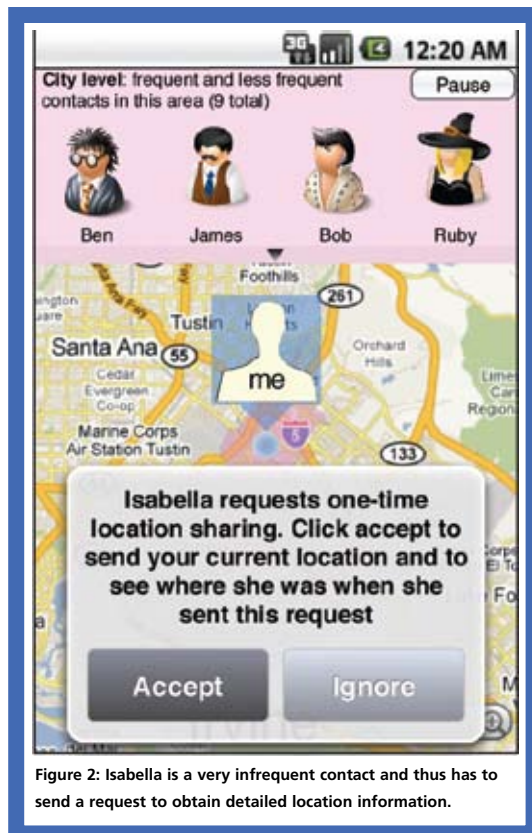 3G
12:20 AM
City level: frequent and less frequent
contacts in this area (9 total)
Pause
Ben
James
Bob
Ruby
Foothills
261
Tustin
Santa Ana
55
Orchard
Hills
me
Cedar
Evergreen
Co-op
5
Marine Corps
Air Station Tustin
133
Region
Isabella requests one-time
location sharing. Click accept to
send your current location and to
see where she was when she
sent this request
Accept
Ignore
Irvine
Figure 2: Isabella is a very infrequent contact and thus has to
send a request to obtain detailed location information.